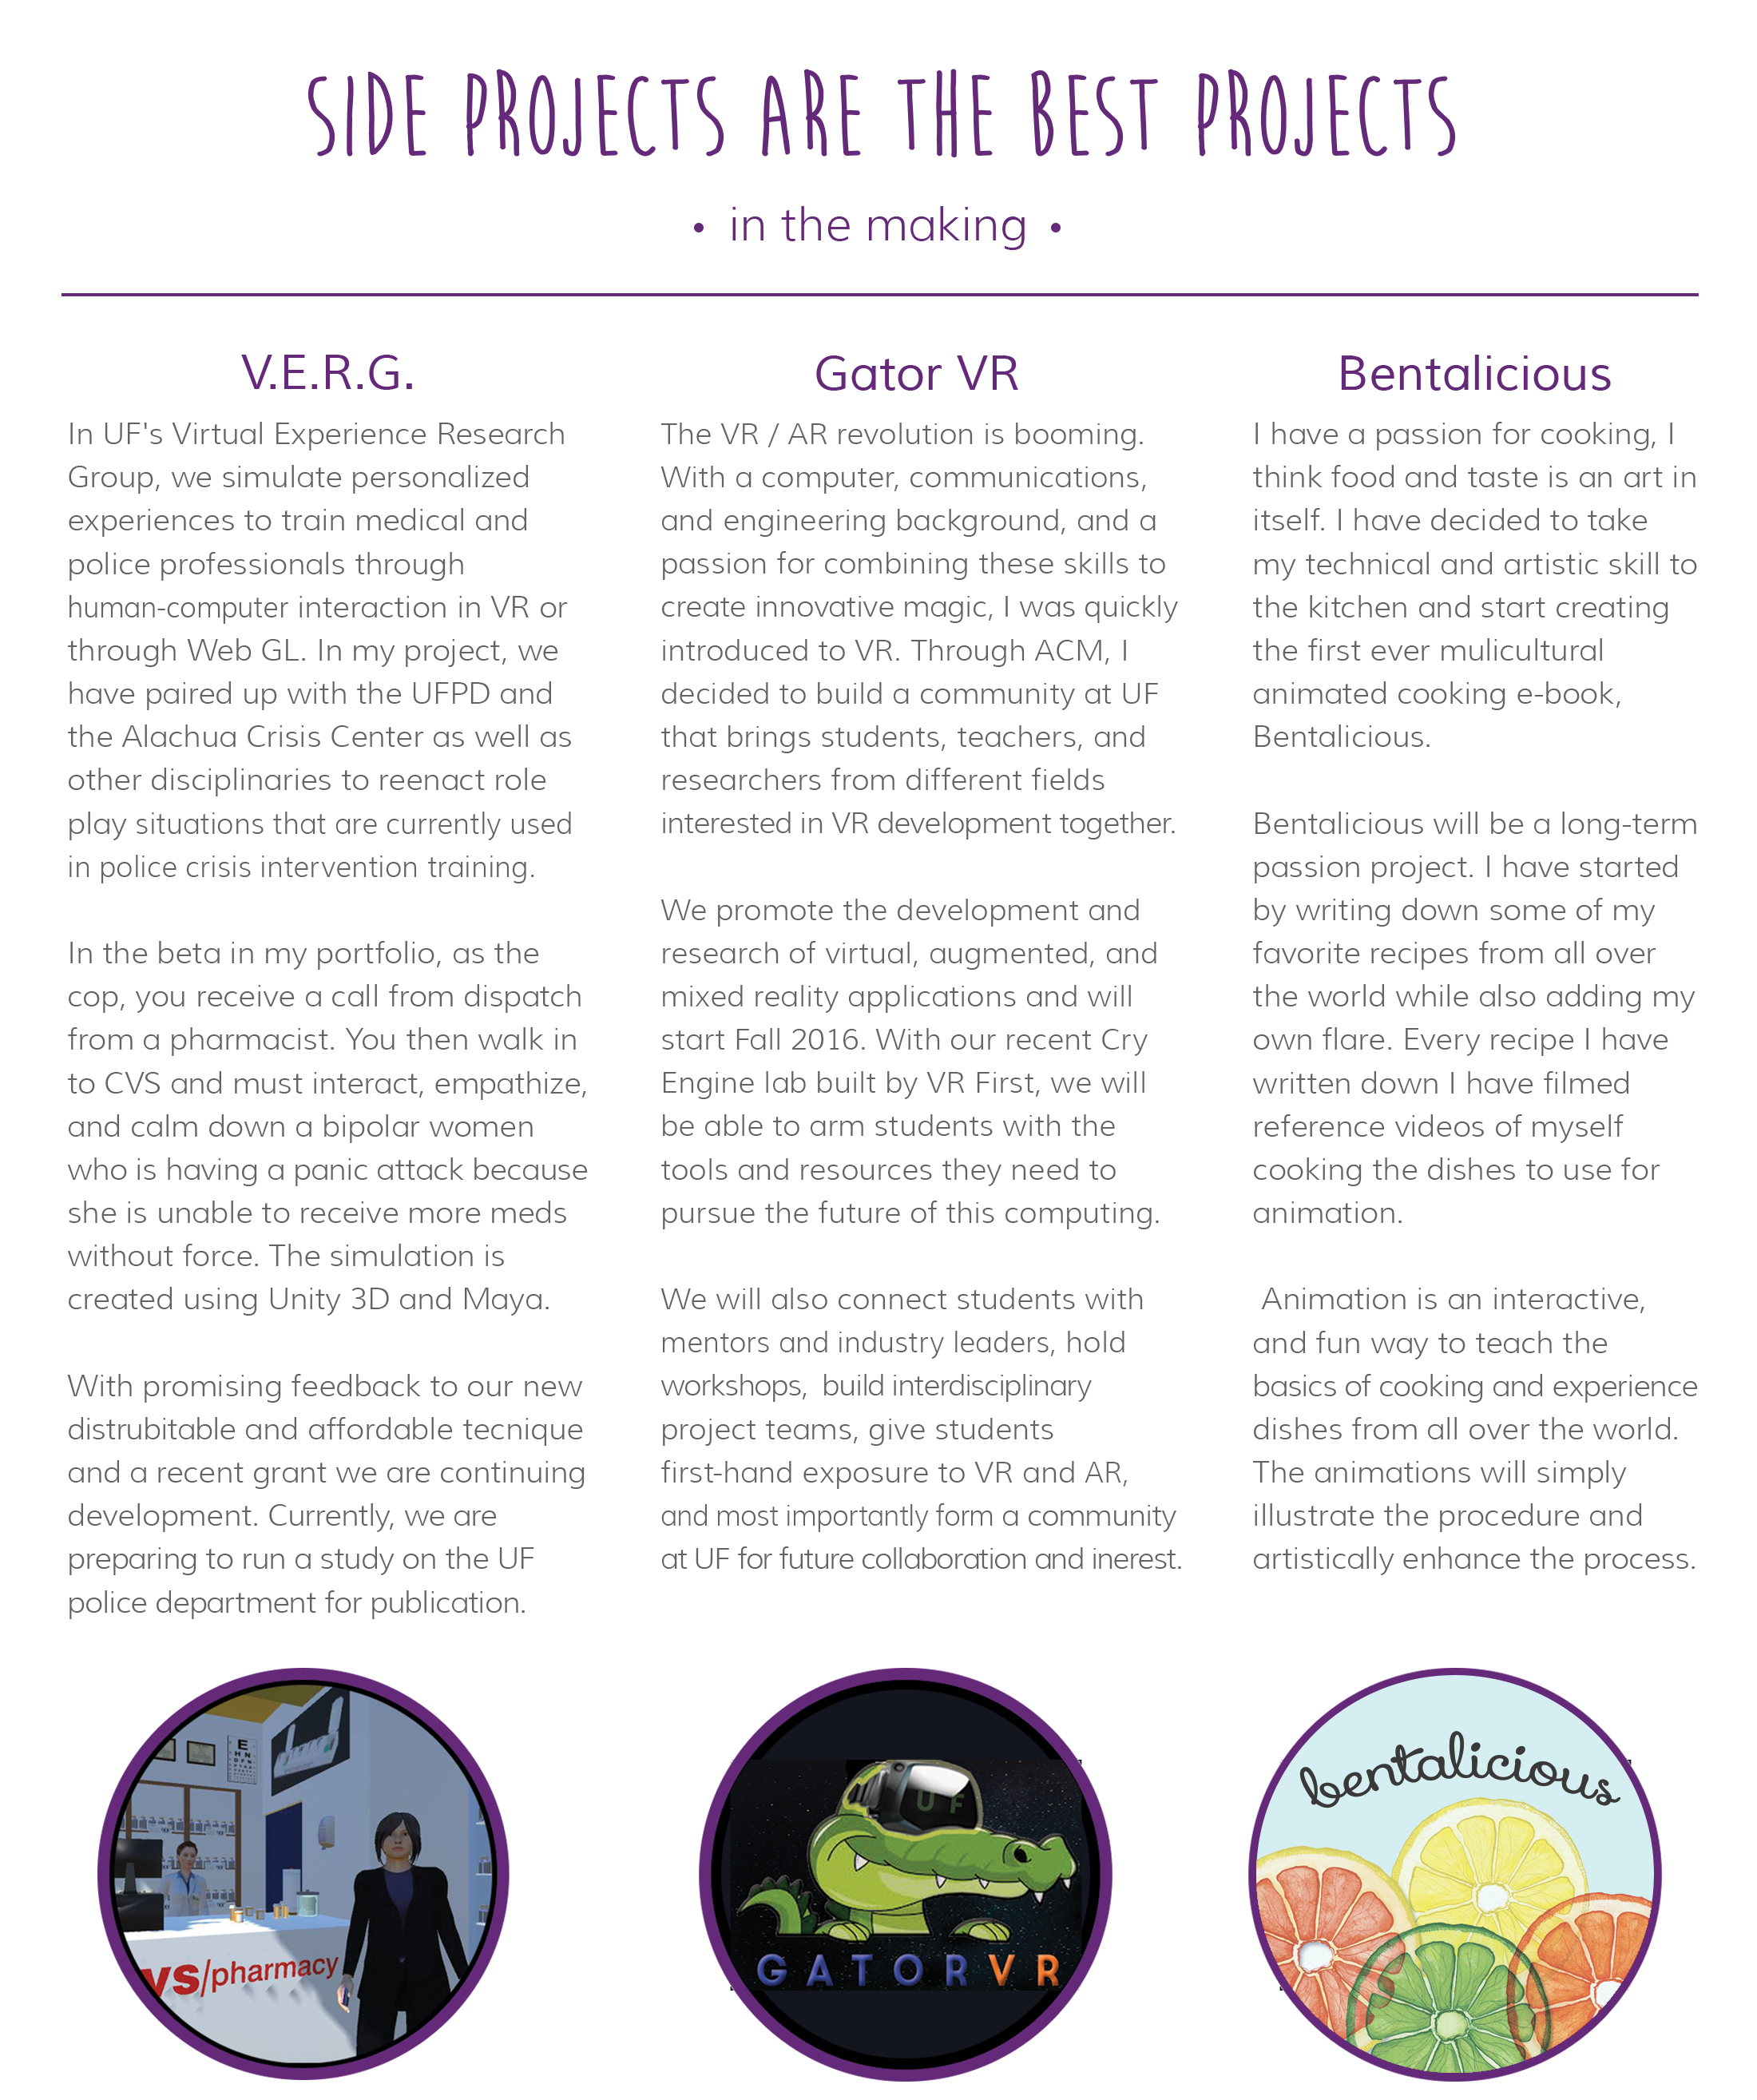 SIDE PROJECTS ARE THE BEST PROJECTS
• in the making •
V.E.R.G.
In UF's Virtual Experience Research
Group, we simulate personalized
experiences to train medical and
police professionals through
human-computer interaction in VR or
through Web GL. In my project, we
have paired up with the UFPD and
the Alachua Crisis Center as well as
other disciplinaries to reenact role
play situations that are currently used
in police crisis intervention training.
In the beta in my portfolio, as the
cop, you receive a call from dispatch
from a pharmacist. You then walk in
to CVS and must interact, empathize,
and calm down a bipolar women
who is having a panic attack because
she is unable to receive more meds
without force. The simulation is
created using Unity 3D and Maya.
With promising feedback to our new
distrubitable and affordable tecnique
and a recent grant we are continuing
development. Currently, we are
preparing to run a study on the UF
police department for publication.
Gator VR
The VR / AR revolution is booming.
With a computer, communications,
and engineering background, and a
passion for combining these skills to
create innovative magic, I was quickly
introduced to VR. Through ACM, I
decided to build a community at UF
that brings students, teachers, and
researchers from different fields
interested in VR development together.
We promote the development and
research of virtual, augmented, and
mixed reality applications and will
start Fall 2016. With our recent Cry
Engine lab built by VR First, we will
be able to arm students with the
tools and resources they need to
pursue the future of this computing.
We will also connect students with
mentors and industry leaders, hold
workshops,  build interdisciplinary
project teams, give students
first-hand exposure to VR and AR,
and most importantly form a community
at UF for future collaboration and inerest.
Bentalicious
I have a passion for cooking, I
think food and taste is an art in
itself. I have decided to take
my technical and artistic skill to
the kitchen and start creating
the first ever mulicultural
animated cooking e-book,
Bentalicious.
Bentalicious will be a long-term
passion project. I have started
by writing down some of my
favorite recipes from all over
the world while also adding my
own flare. Every recipe I have
written down I have filmed
reference videos of myself
cooking the dishes to use for
animation.
Animation is an interactive,
and fun way to teach the
basics of cooking and experience
dishes from all over the world.
The animations will simply
illustrate the procedure and
artistically enhance the process.
E
H N
D F N
vs/pharmacy
U F
GATORVR
bentalicious